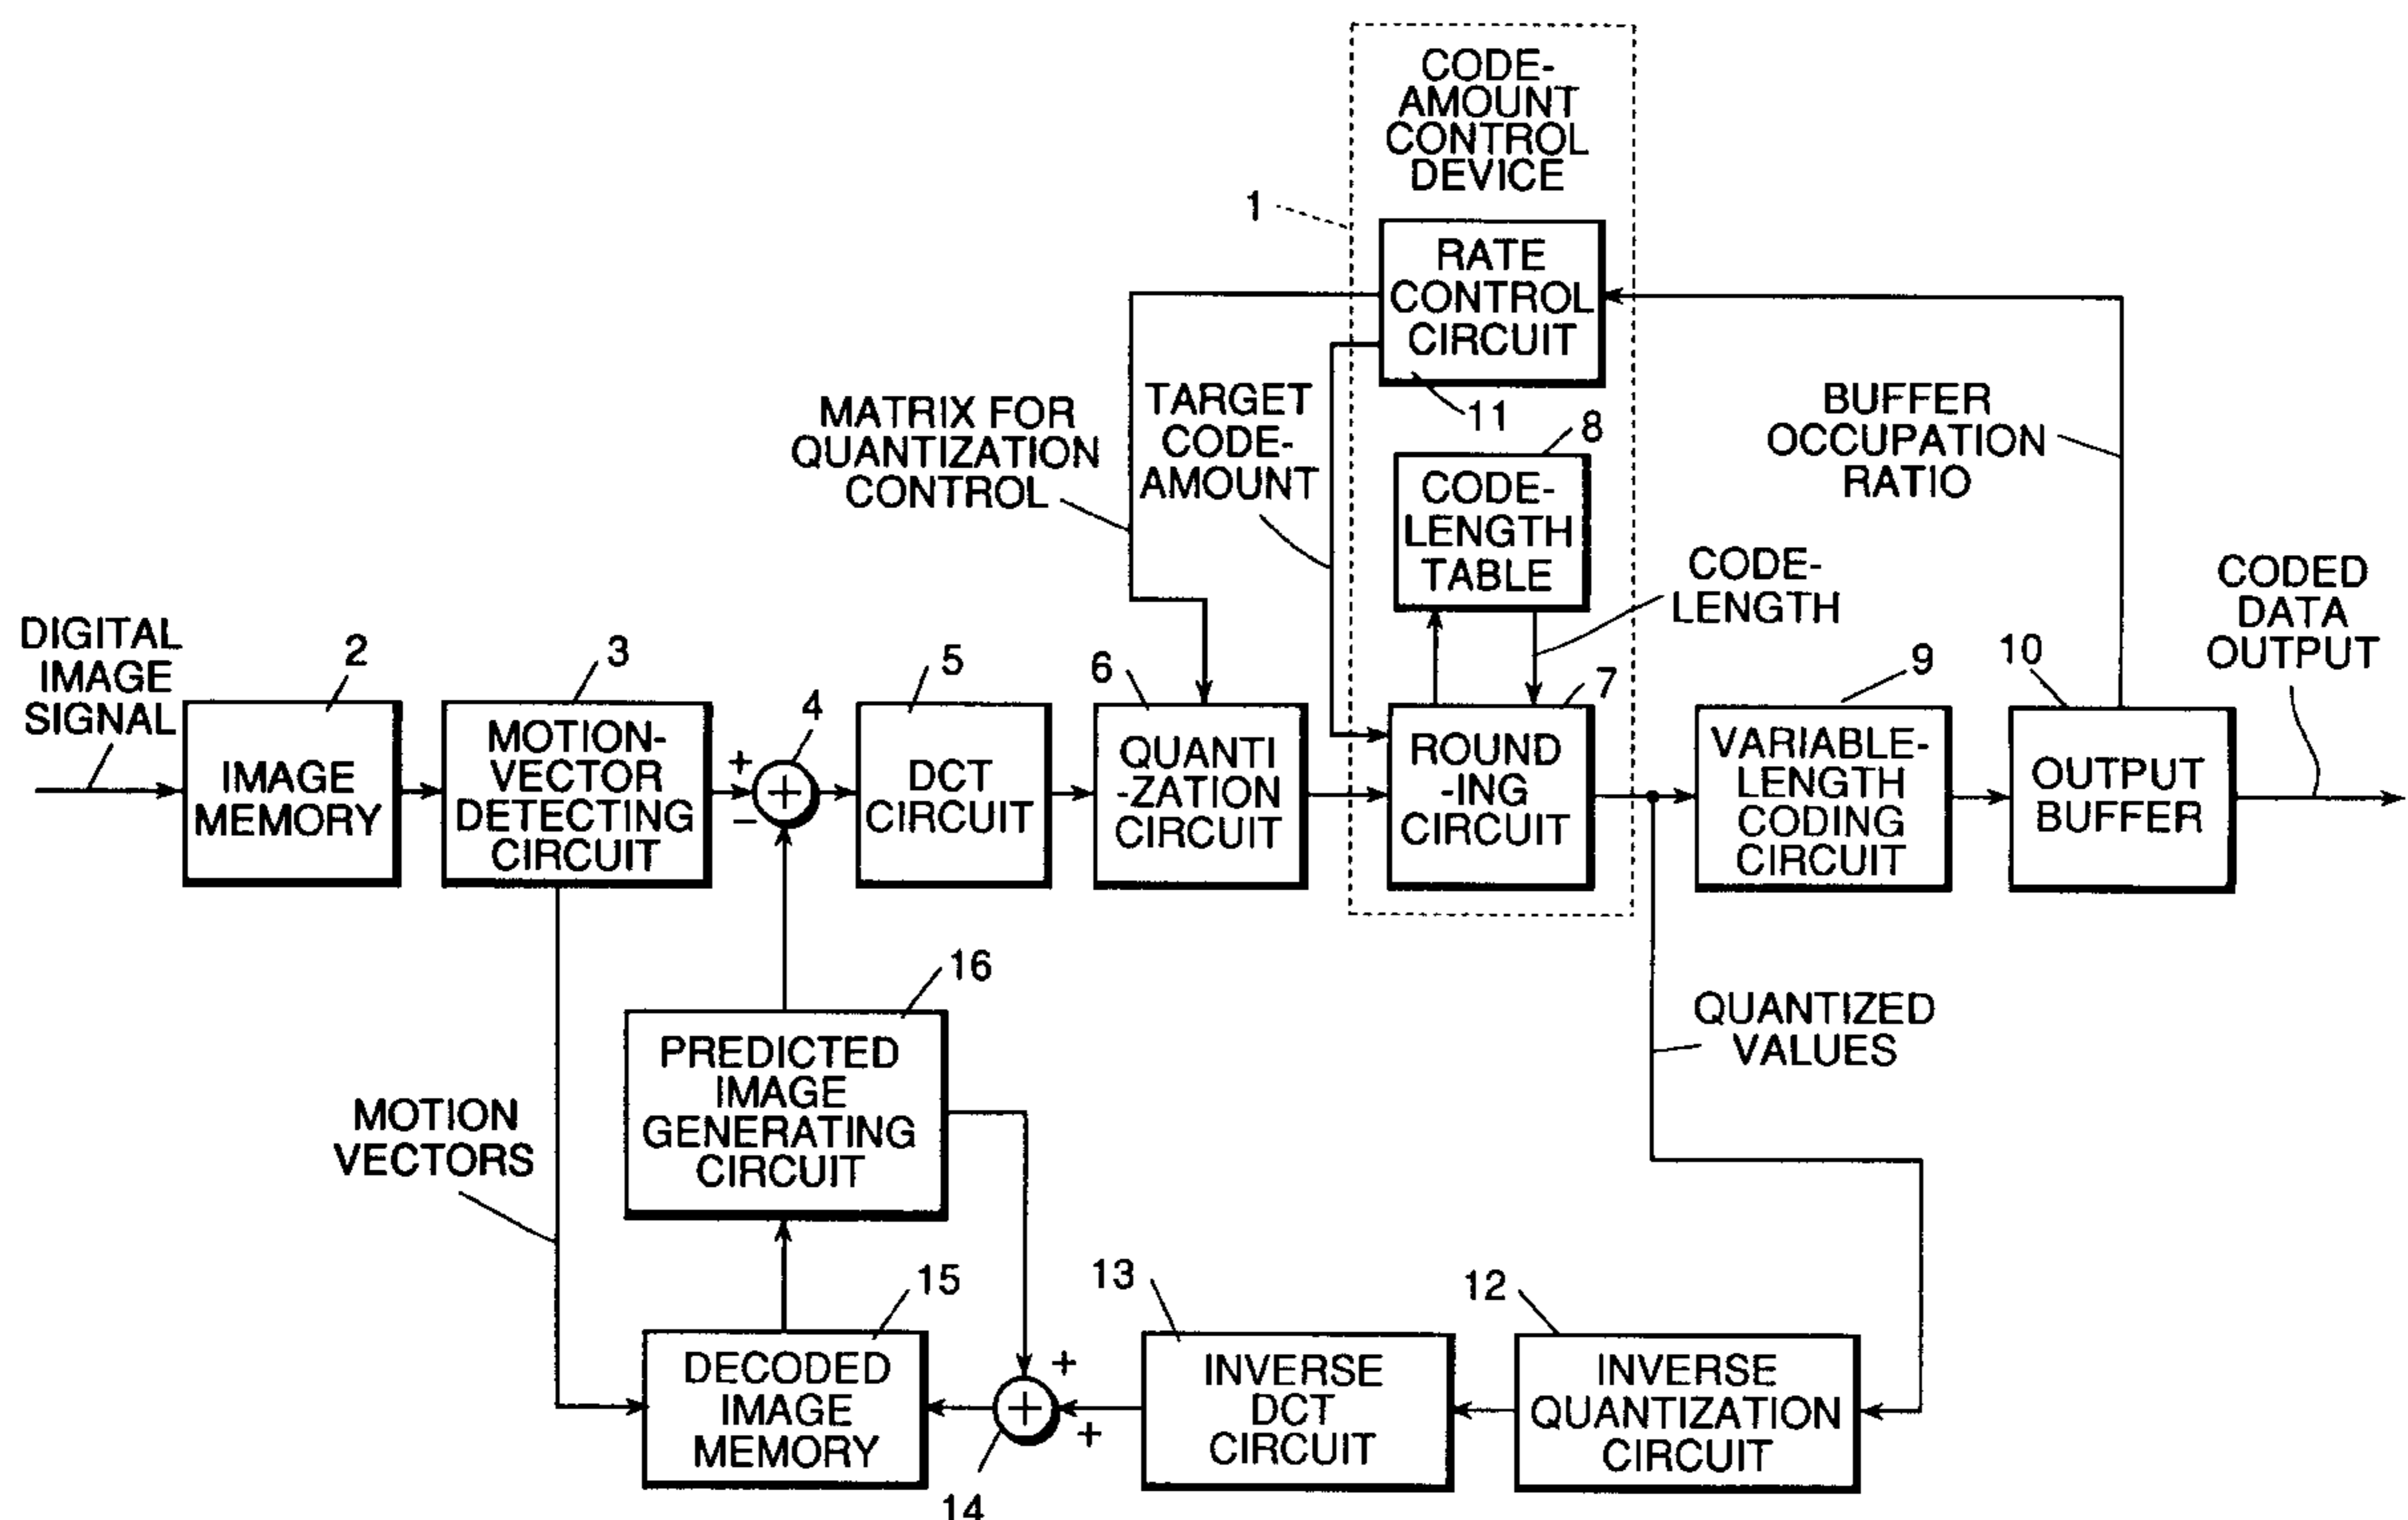 CODE-
AMOUNT
CONTROL
DEVICE
1
RATE
CONTROL
CIRCUIT
11
MATRIX FOR
QUANTIZATION
CONTROL
TARGET
CODE-
AMOUNT
8
CODE-
LENGTH
TABLE
CODE-
LENGTH
BUFFER
OCCUPATION
RATIO
CODED
DATA
OUTPUT
DIGITAL
IMAGE
SIGNAL
2
IMAGE
MEMORY
3
MOTION-
VECTOR
DETECTING
CIRCUIT
4
+
+
−
5
DCT
CIRCUIT
6
QUANTI
-ZATION
CIRCUIT
7
ROUND
-ING
CIRCUIT
9
VARIABLE-
LENGTH
CODING
CIRCUIT
10
OUTPUT
BUFFER
16
PREDICTED
IMAGE
GENERATING
CIRCUIT
QUANTIZED
VALUES
MOTION
VECTORS
15
DECODED
IMAGE
MEMORY
+
+
+
14
13
INVERSE
DCT
CIRCUIT
12
INVERSE
QUANTIZATION
CIRCUIT